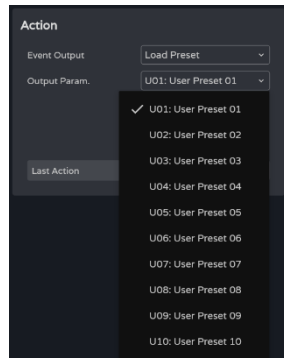 Action
Event Output Load Preset
Output Param. U01: User Preset 01
U01: User Preset 01
U02: User Preset 02
U03: User Preset 03
Last Action
U04: User Preset 04
U05: User Preset 05
U06: User Preset 06
U07: User Preset 07
U08: User Preset 08
U09: User Preset 09
U10: User Preset 10